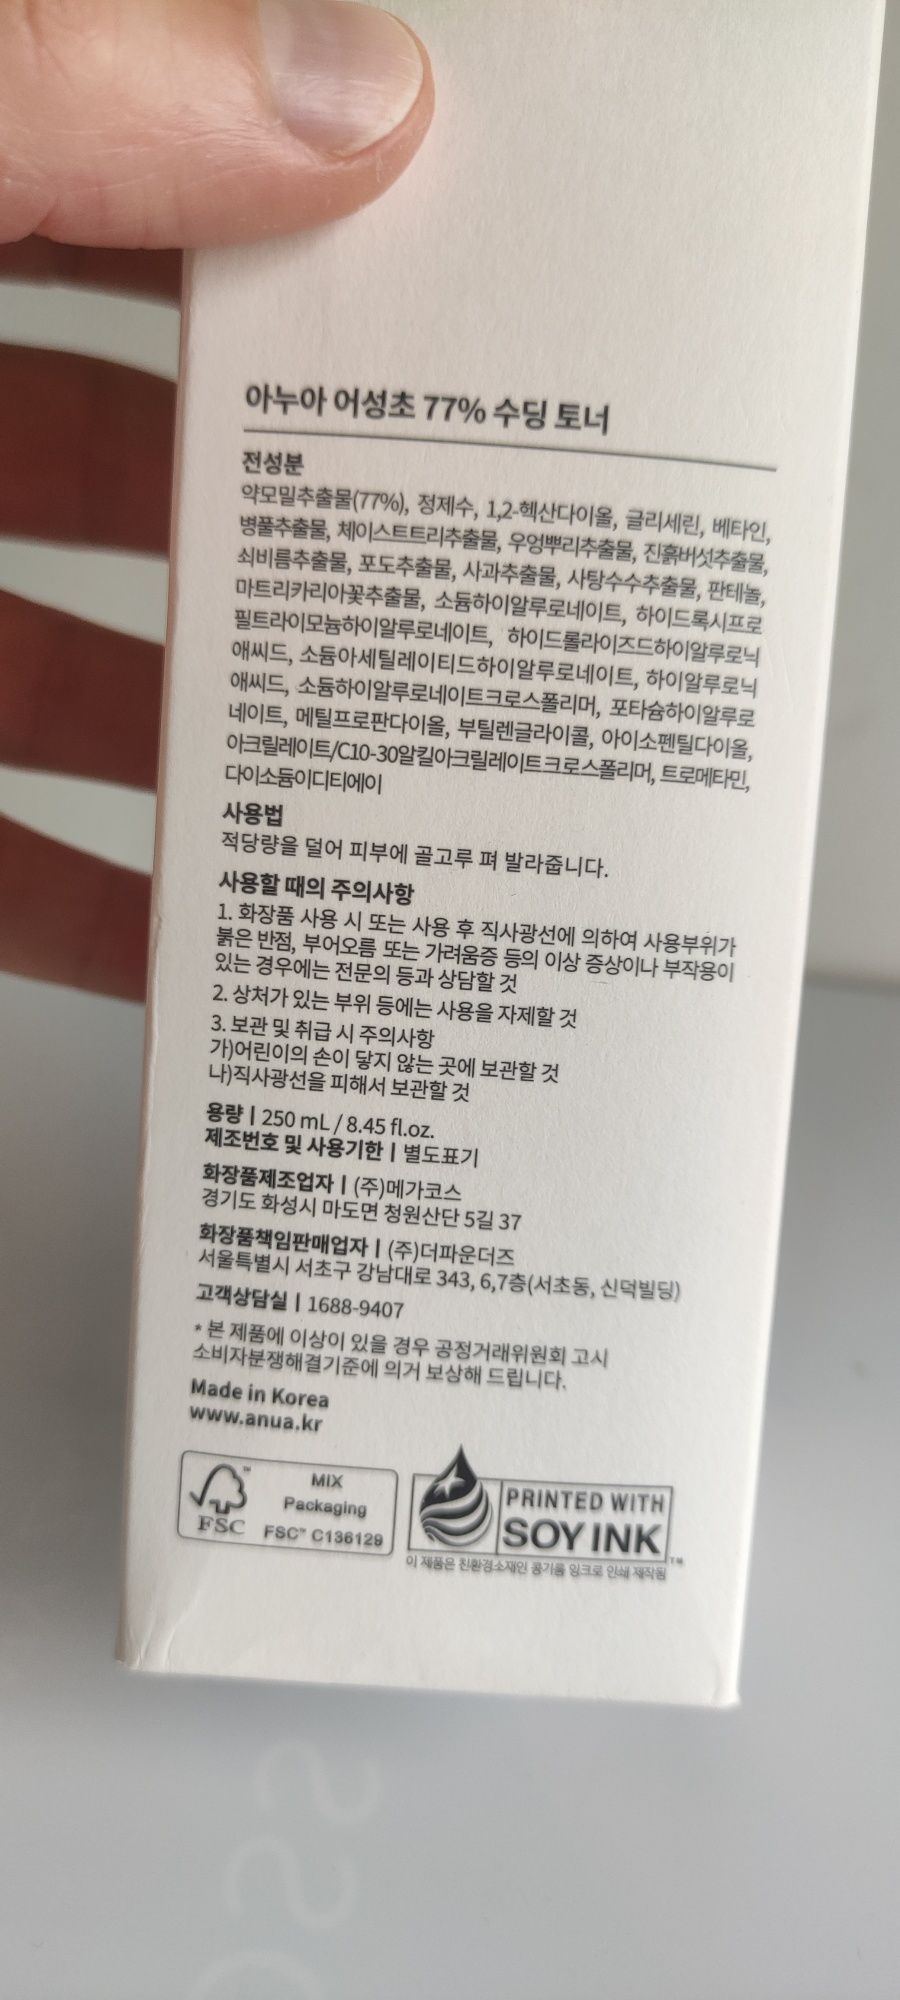 아누아 어성초 77% 수딩 토너
전성분
약모밀추출물(77%), 정제수, 1,2-헥산다이올, 글리세린, 베타인,
병풀추출물, 체이스트트리추출물, 우엉뿌리추출물, 진흙버섯추출물,
쇠비름추출물, 포도추출물, 사과추출물, 사탕수수추출물, 판테놀,
마트리카리아꽃추출물, 소듐하이알루로네이트, 하이드록시프로
필트라이모늄하이알루로네이트, 하이드롤라이즈드하이알루로닉
애씨드, 소듐아세틸레이티드하이알루로네이트, 하이알루로닉
애씨드, 소듐하이알루로네이트크로스폴리머, 포타슘하이알루로
네이트, 메틸프로판다이올, 부틸렌글라이콜, 아이소펜틸다이올,
아크릴레이트/C10-30알킬아크릴레이트크로스폴리머, 트로메타민,
다이소듐이디티에이
사용법
적당량을 덜어 피부에 골고루 펴 발라줍니다.
사용할 때의 주의사항
1. 화장품 사용 시 또는 사용 후 직사광선에 의하여 사용부위가
붉은 반점, 부어오름 또는 가려움증 등의 이상 증상이나 부작용이
있는 경우에는 전문의 등과 상담할 것
2. 상처가 있는 부위 등에는 사용을 자제할 것
3. 보관 및 취급 시 주의사항
가)어린이의 손이 닿지 않는 곳에 보관할 것
나)직사광선을 피해서 보관할 것
용량 | 250 mL / 8.45 fl.oz.
제조번호 및 사용기한 | 별도표기
화장품제조업자 | (주)메가코스
경기도 화성시 마도면 청원산단 5길 37
화장품책임판매업자 | (주)더파운더즈
서울특별시 서초구 강남대로 343, 6,7층(서초동, 신덕빌딩)
고객상담실 | 1688-9407
* 본 제품에 이상이 있을 경우 공정거래위원회 고시
소비자분쟁해결기준에 의거 보상해 드립니다.
Made in Korea
www.anua.kr
FSC™
MIX
Packaging
FSC™ C136129
PRINTED WITH
SOY INK™
이 제품은 친환경소재인 콩기름 잉크로 인쇄 제작됨